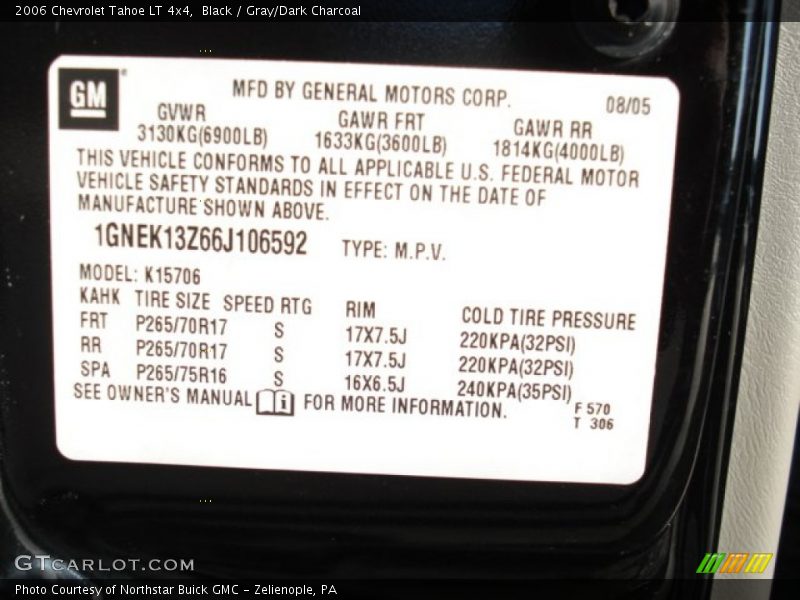 2006 Chevrolet Tahoe LT 4x4, Black / Gray/Dark Charcoal
GM
MFD BY GENERAL MOTORS CORP. 08/05
GVWR GAWR FRT GAWR RR
3130KG(6900LB) 1633KG(3600LB) 1814KG(4000LB)
THIS VEHICLE CONFORMS TO ALL APPLICABLE U.S. FEDERAL MOTOR
VEHICLE SAFETY STANDARDS IN EFFECT ON THE DATE OF
MANUFACTURE SHOWN ABOVE.
1GNEK13Z66J106592 TYPE: M.P.V.
MODEL: K15706
KAHK TIRE SIZE SPEED RTG RIM COLD TIRE PRESSURE
FRT P265/70R17 S 17X7.5J 220KPA(32PSI)
RR P265/70R17 S 17X7.5J 220KPA(32PSI)
SPA P265/75R16 S 16X6.5J 240KPA(35PSI)
SEE OWNER'S MANUAL i FOR MORE INFORMATION.
F 570
T 306
GTCARLOT.COM
Photo Courtesy of Northstar Buick GMC - Zelienople, PA